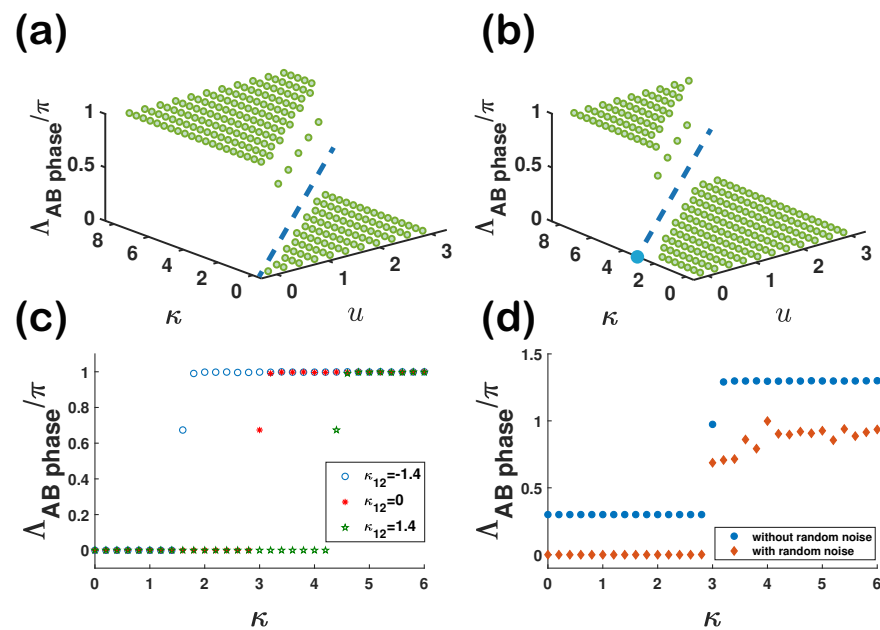 (a)
Λ_AB phase/π
1
0.5
0
8
6
4
2
0
κ
0
1
2
3
u
(b)
Λ_AB phase/π
1
0.5
0
8
6
4
2
0
κ
0
1
2
3
u
(c)
Λ_AB phase/π
1
0.8
0.6
0.4
0.2
0
κ₁₂=-1.4
κ₁₂=0
κ₁₂=1.4
0 1 2 3 4 5 6
κ
(d)
Λ_AB phase/π
1.5
1
0.5
0
without random noise
with random noise
0 1 2 3 4 5 6
κ